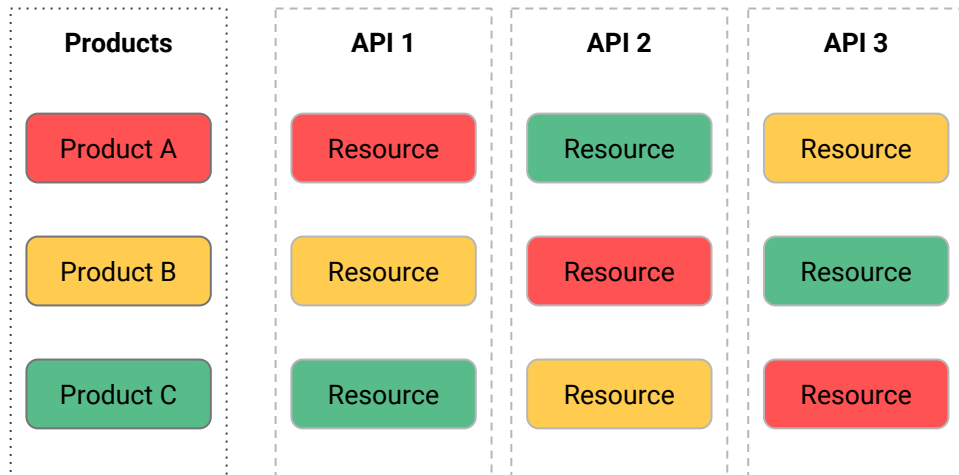 Products
API 1
API 2
API 3
Product A
Resource
Resource
Resource
Product B
Resource
Resource
Resource
Product C
Resource
Resource
Resource